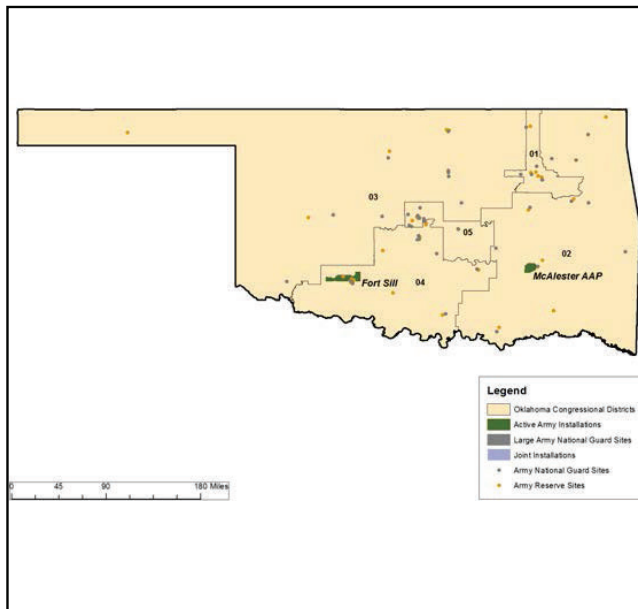 01
03
05
02
McAlester AAP
Fort Sill
04
Legend
Oklahoma Congressional Districts
Active Army Installations
Large Army National Guard Sites
Joint Installations
Army National Guard Sites
Army Reserve Sites
0 45 90 180 Miles